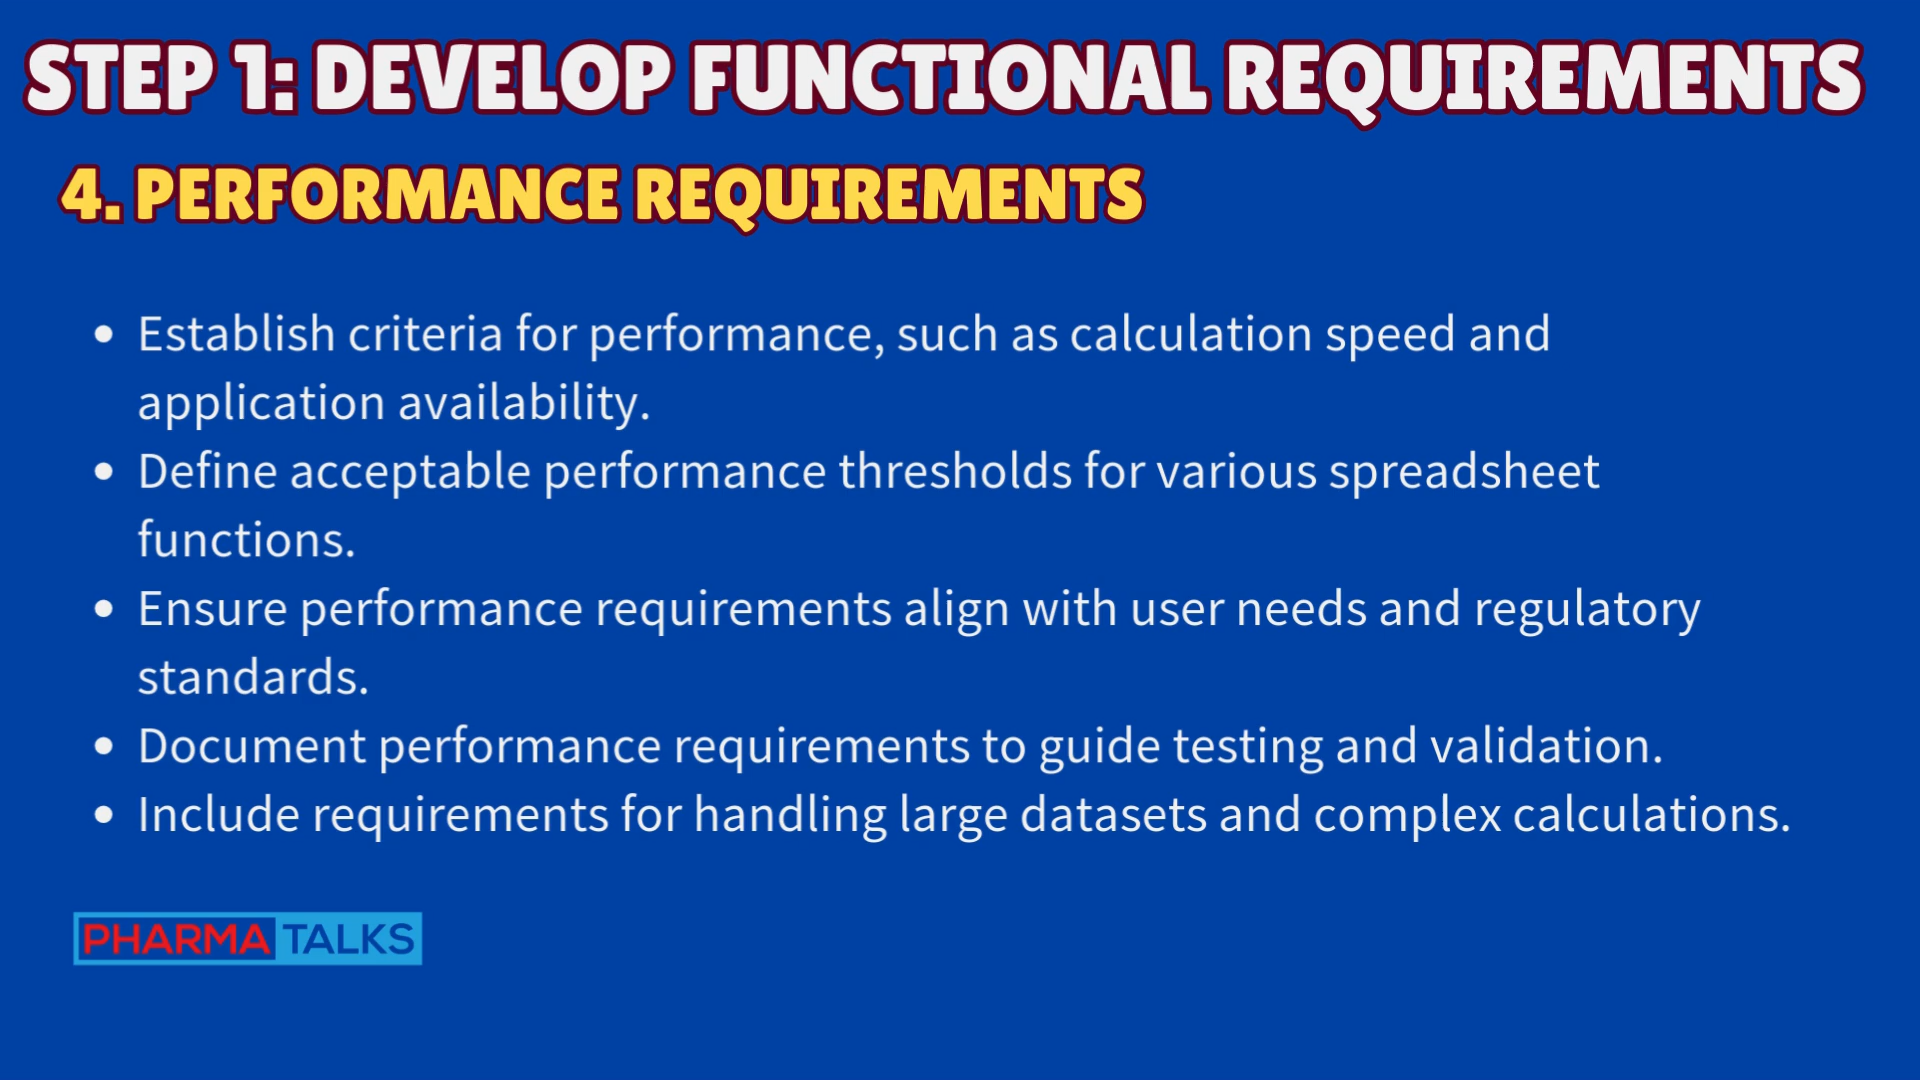 STEP 1: DEVELOP FUNCTIONAL REQUIREMENTS
4. PERFORMANCE REQUIREMENTS
• Establish criteria for performance, such as calculation speed and
application availability.
• Define acceptable performance thresholds for various spreadsheet
functions.
• Ensure performance requirements align with user needs and regulatory
standards.
• Document performance requirements to guide testing and validation.
• Include requirements for handling large datasets and complex calculations.
PHARMA TALKS